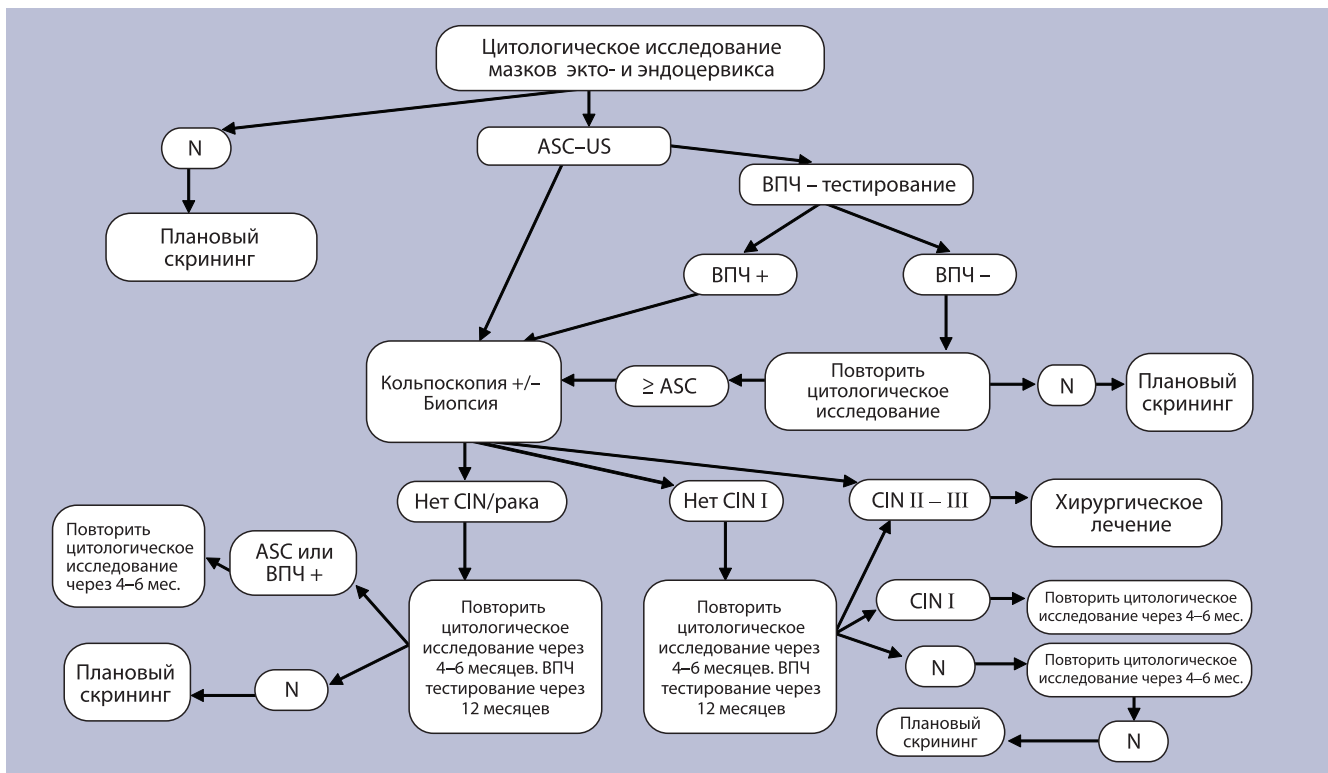 Цитологическое исследование
мазков экто- и эндоцервикса
N
ASC–US
ВПЧ – тестирование
Плановый
скрининг
ВПЧ +
ВПЧ –
Кольпоскопия +/–
Биопсия
≥ ASC
Повторить
цитологическое
исследование
N
Плановый
скрининг
Нет CIN/рака
Нет CIN I
CIN II – III
Хирургическое
лечение
Повторить
цитологическое
исследование
через 4–6 мес.
ASC или
ВПЧ +
Повторить
цитологическое
исследование через
4–6 месяцев. ВПЧ
тестирование через
12 месяцев
Повторить
цитологическое
исследование через
4–6 месяцев. ВПЧ
тестирование через
12 месяцев
CIN I
Повторить цитологическое
исследование через 4–6 мес.
Плановый
скрининг
N
N
Повторить цитологическое
исследование через 4–6 мес.
Плановый
скрининг
N